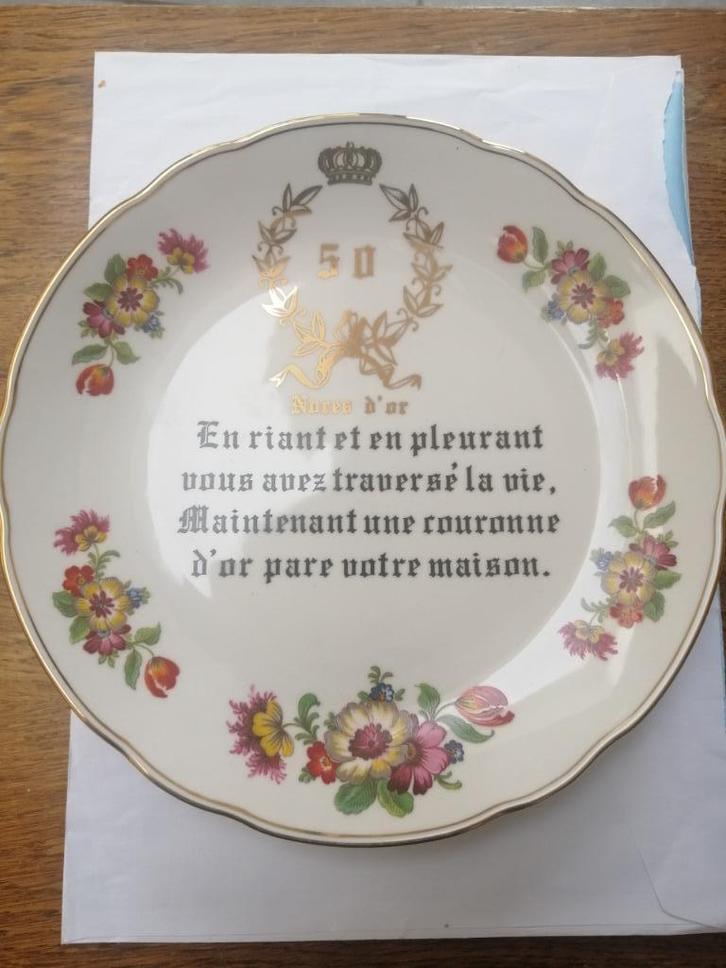 50
Noces d'or
En riant et en pleurant
vous avez traversé la vie,
Maintenant une couronne
d'or pare votre maison.